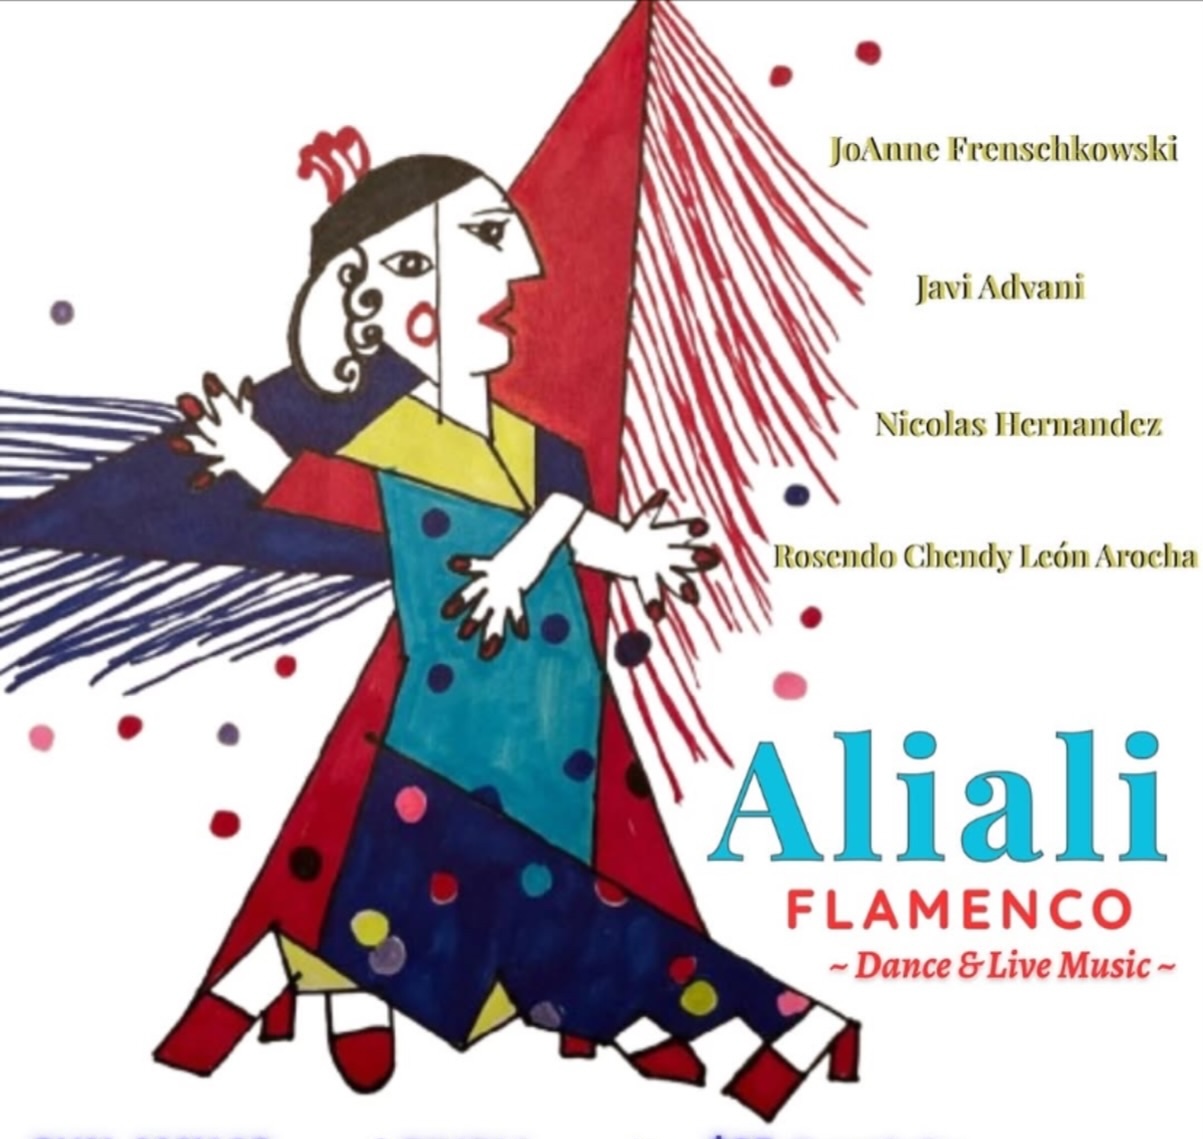 JoAnne Frenschkowski
Javi Advani
Nicolas Hernandez
Rosendo Chendy León Arocha
Aliali
FLAMENCO
~ Dance & Live Music ~